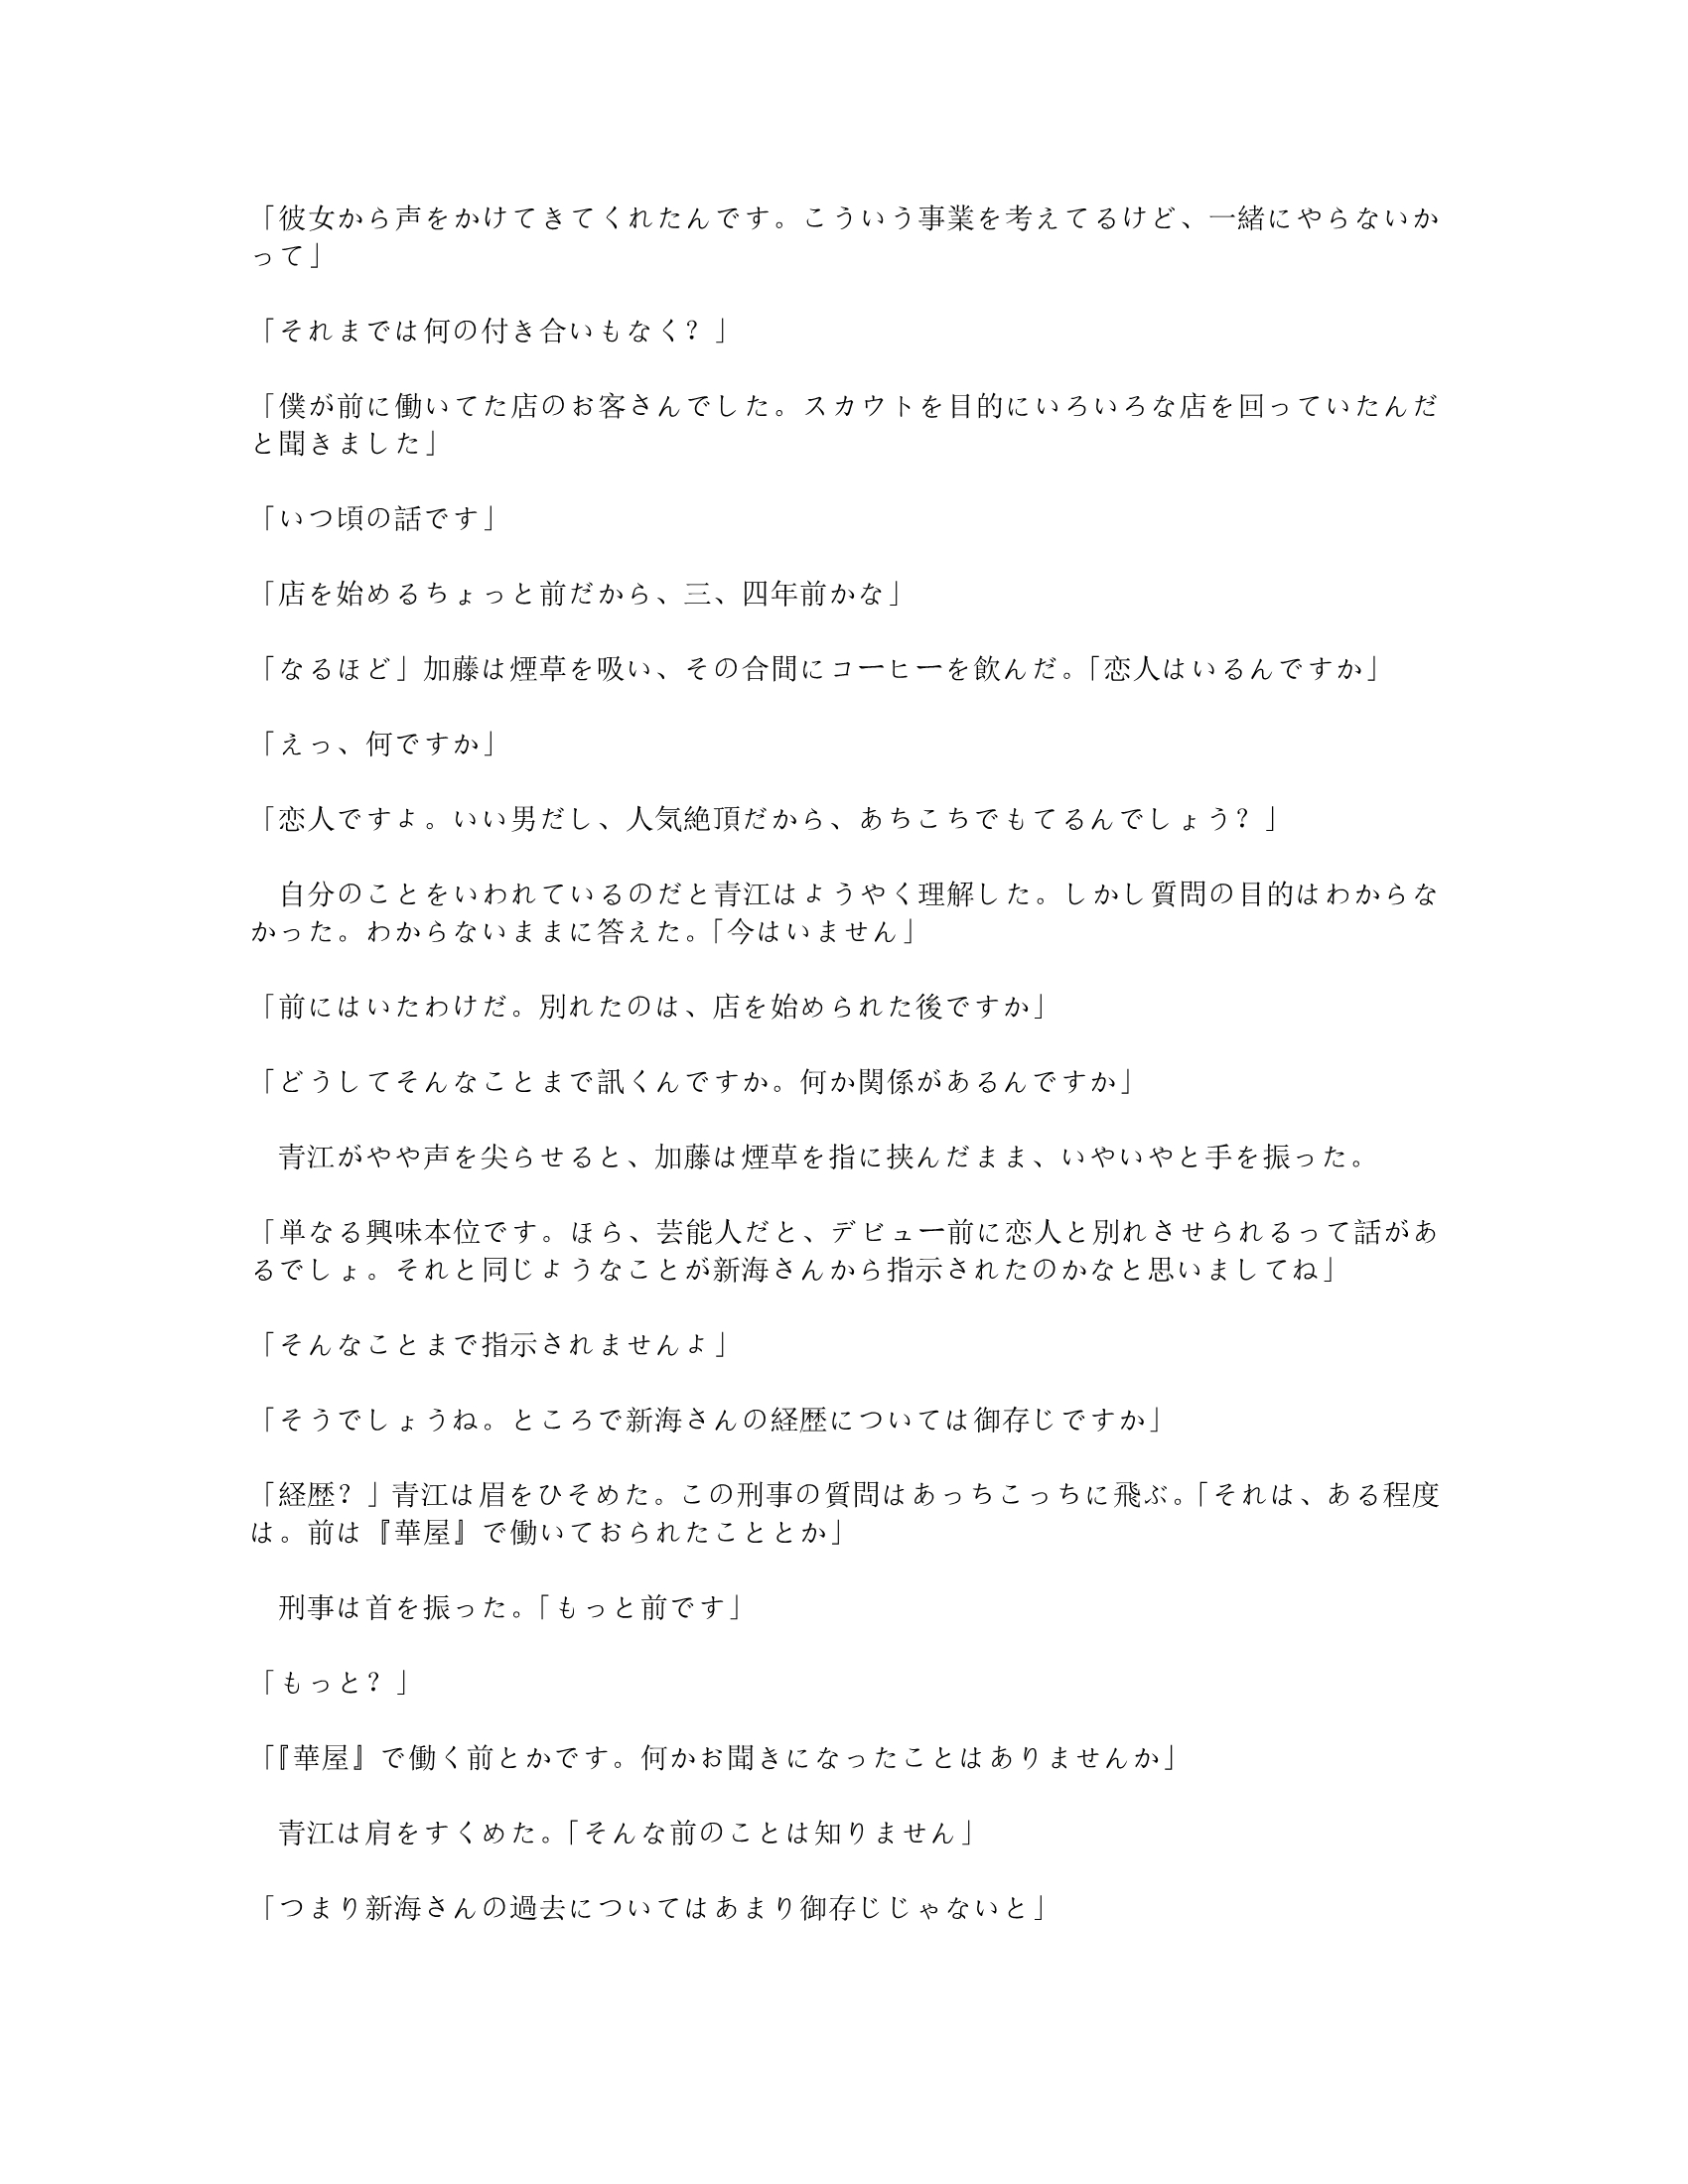 「彼女から声をかけてきてくれたんです。こういう事業を考えてるけど、一緒にやらないか
って」
「それまでは何の付き合いもなく？」
「僕が前に働いてた店のお客さんでした。スカウトを目的にいろいろな店を回っていたんだ
と聞きました」
「いつ頃の話です」
「店を始めるちょっと前だから、三、四年前かな」
「なるほど」加藤は煙草を吸い、その合間にコーヒーを飲んだ。「恋人はいるんですか」
「えっ、何ですか」
「恋人ですよ。いい男だし、人気絶頂だから、あちこちでもてるんでしょう？」
　自分のことをいわれているのだと青江はようやく理解した。しかし質問の目的はわからな
かった。わからないままに答えた。「今はいません」
「前にはいたわけだ。別れたのは、店を始められた後ですか」
「どうしてそんなことまで訊くんですか。何か関係があるんですか」
　青江がやや声を尖らせると、加藤は煙草を指に挟んだまま、いやいやと手を振った。
「単なる興味本位です。ほら、芸能人だと、デビュー前に恋人と別れさせられるって話があ
るでしょ。それと同じようなことが新海さんから指示されたのかなと思いましてね」
「そんなことまで指示されませんよ」
「そうでしょうね。ところで新海さんの経歴については御存じですか」
「経歴？」青江は眉をひそめた。この刑事の質問はあっちこっちに飛ぶ。「それは、ある程度
は。前は『華屋』で働いておられたこととか」
　刑事は首を振った。「もっと前です」
「もっと？」
「『華屋』で働く前とかです。何かお聞きになったことはありませんか」
　青江は肩をすくめた。「そんな前のことは知りません」
「つまり新海さんの過去についてはあまり御存じじゃないと」